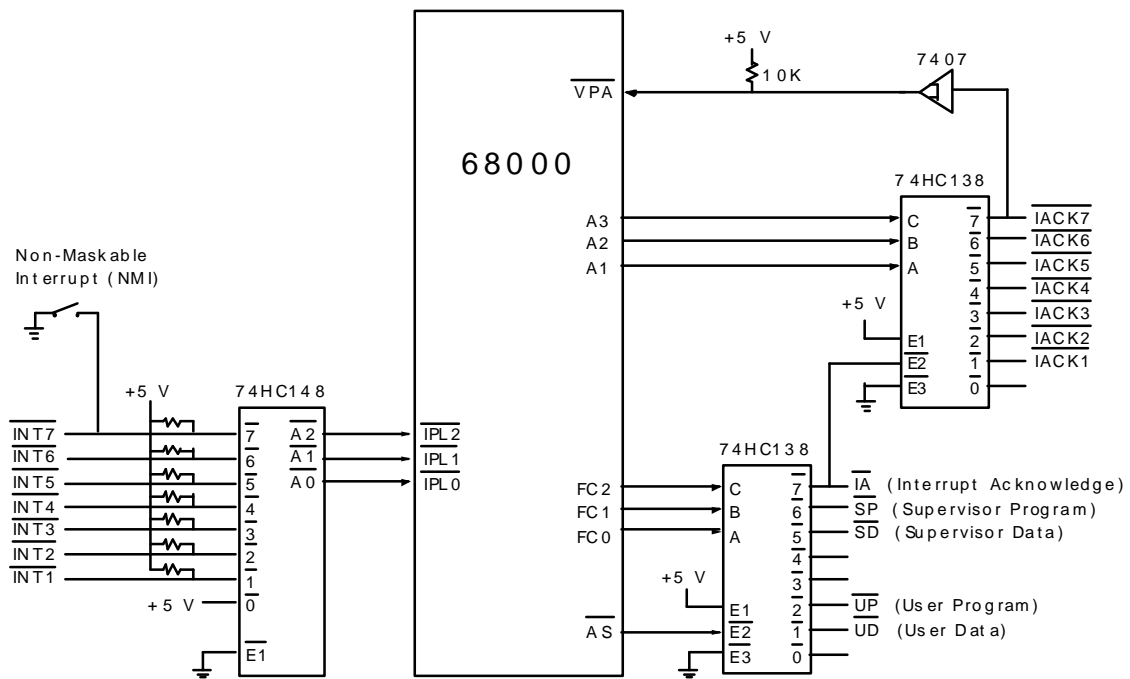 +5 V
7407
10K
VPA
68000
74HC138
A3
C
7
IACK7
A2
B
6
IACK6
A1
A
5
IACK5
4
IACK4
3
IACK3
2
IACK2
1
IACK1
0
+5 V
E1
E2
E3
Non-Maskable
Interrupt (NMI)
+5 V
74HC148
INT7
7
A2
IPL2
INT6
6
A1
IPL1
INT5
5
A0
IPL0
INT4
4
INT3
3
INT2
2
INT1
1
+5 V
0
E1
74HC138
FC2
C
7
IA (Interrupt Acknowledge)
FC1
B
6
SP (Supervisor Program)
FC0
A
5
SD (Supervisor Data)
4
3
+5 V
E1
2
UP (User Program)
AS
E2
1
UD (User Data)
E3
0